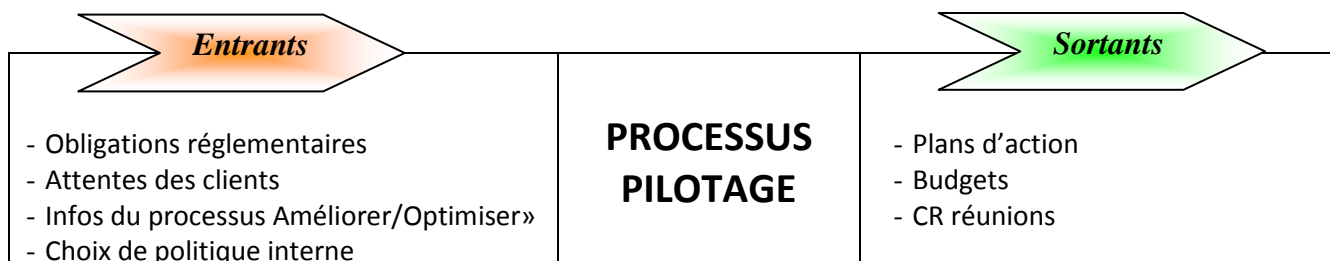 Entrants
- Obligations réglementaires
- Attentes des clients
- Infos du processus Améliorer/Optimiser»
- Choix de politique interne
PROCESSUS
PILOTAGE
Sortants
- Plans d’action
- Budgets
- CR réunions